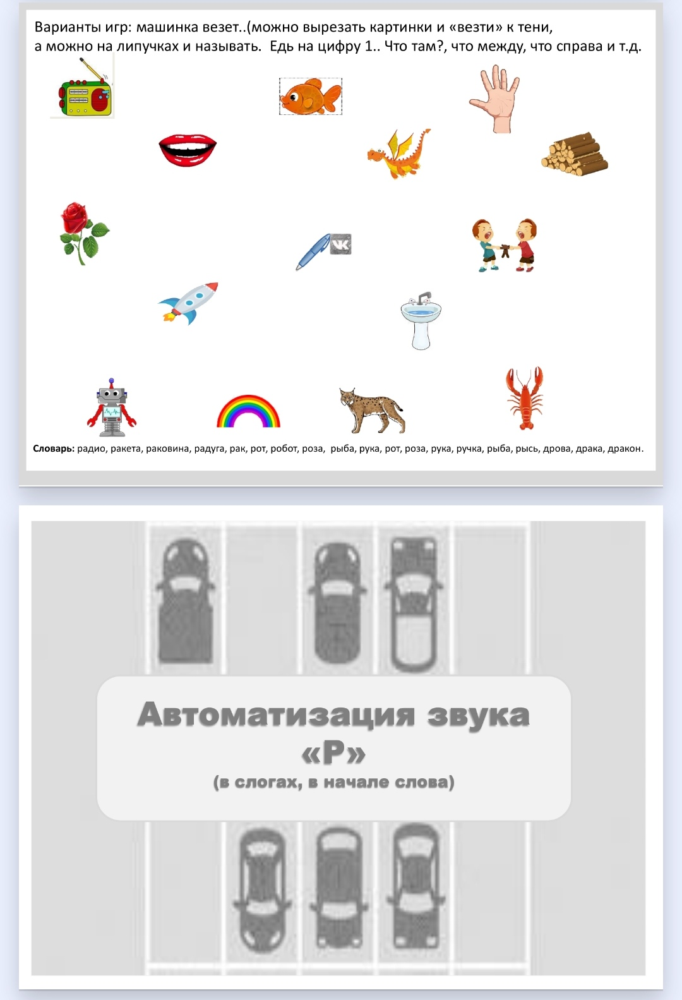 Варианты игр: машинка везет..(можно вырезать картинки и «везти» к тени,
а можно на липучках и называть.  Едь на цифру 1.. Что там?, что между, что справа и т.д.
VK
Словарь: радио, ракета, раковина, радуга, рак, рот, робот, роза,  рыба, рука, рот, роза, рука, ручка, рыба, рысь, дрова, драка, дракон.
Автоматизация звука
«Р»
(в слогах, в начале слова)